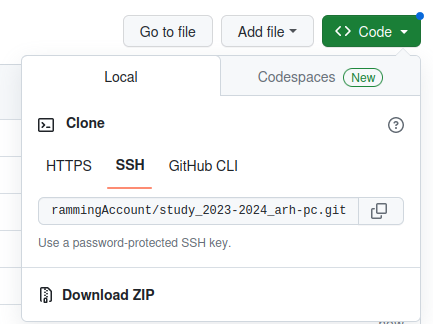 Go to file Add file Code
Local Codespaces New
Clone
HTTPS SSH GitHub CLI
rammingAccount/study_2023-2024_arh-pc.git
Use a password-protected SSH key.
Download ZIP